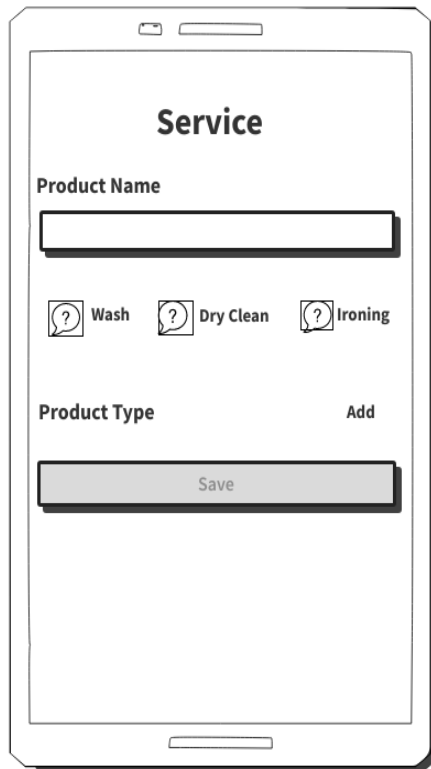 Service
Product Name
? Wash ? Dry Clean ? Ironing
Product Type Add
Save